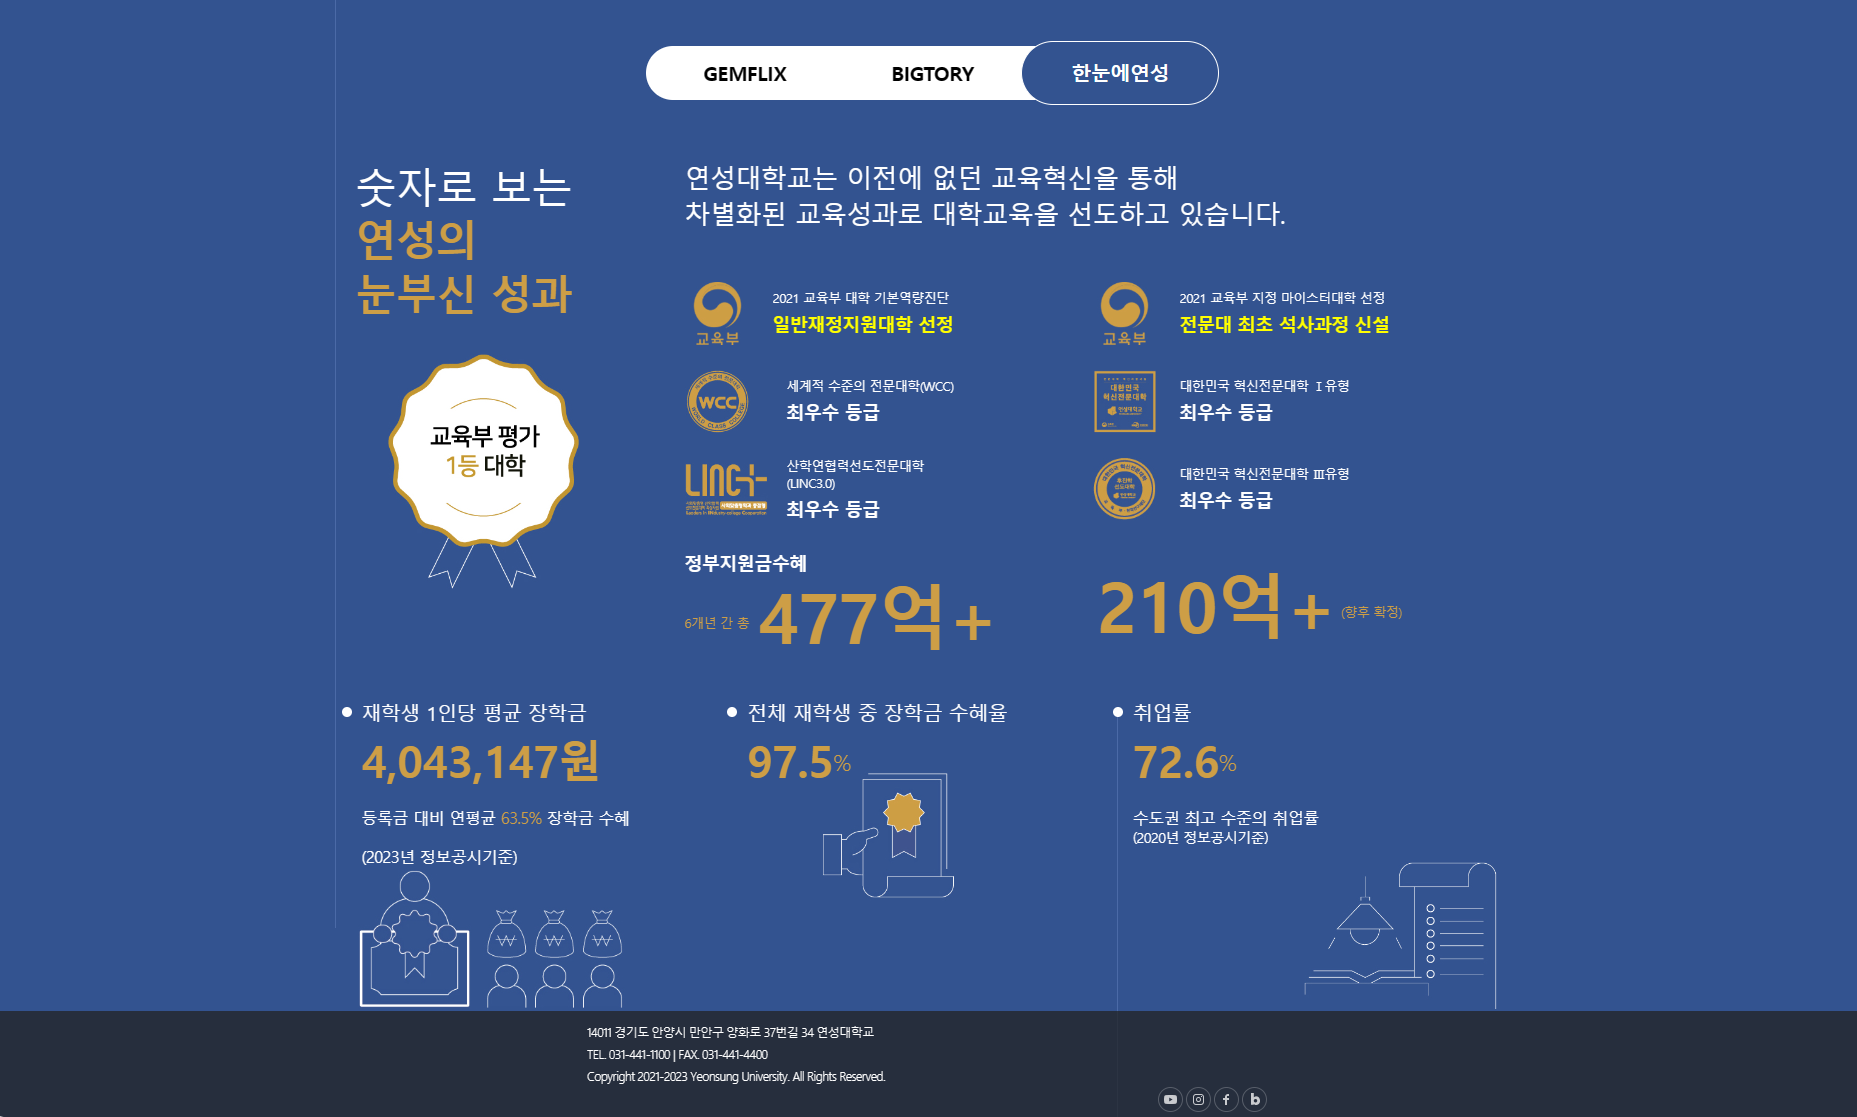 GEMFLIX
BIGTORY
한눈에연성
숫자로 보는
연성의
눈부신 성과
교육부 평가
1등 대학
연성대학교는 이전에 없던 교육혁신을 통해
차별화된 교육성과로 대학교육을 선도하고 있습니다.
교육부
2021 교육부 대학 기본역량진단
일반재정지원대학 선정
교육부
2021 교육부 지정 마이스터대학 선정
전문대 최초 석사과정 신설
WCC
WORLD CLASS COLLEGE
세계적 수준의 전문대학(WCC)
최우수 등급
대한민국
혁신전문대학
연성대학교
대한민국 혁신전문대학 Ⅰ유형
최우수 등급
LINC+
산학연협력선도전문대학
(LINC3.0)
최우수 등급
대한민국 혁신전문대학 Ⅲ유형
최우수 등급
정부지원금수혜
6개년 간 총 477억+
210억+ (향후 확정)
재학생 1인당 평균 장학금
4,043,147원
등록금 대비 연평균 63.5% 장학금 수혜
(2023년 정보공시기준)
전체 재학생 중 장학금 수혜율
97.5%
취업률
72.6%
수도권 최고 수준의 취업률
(2020년 정보공시기준)
14011 경기도 안양시 만안구 양화로 37번길 34 연성대학교
TEL. 031-441-1100 | FAX. 031-441-4400
Copyright 2021-2023 Yeonsung University. All Rights Reserved.